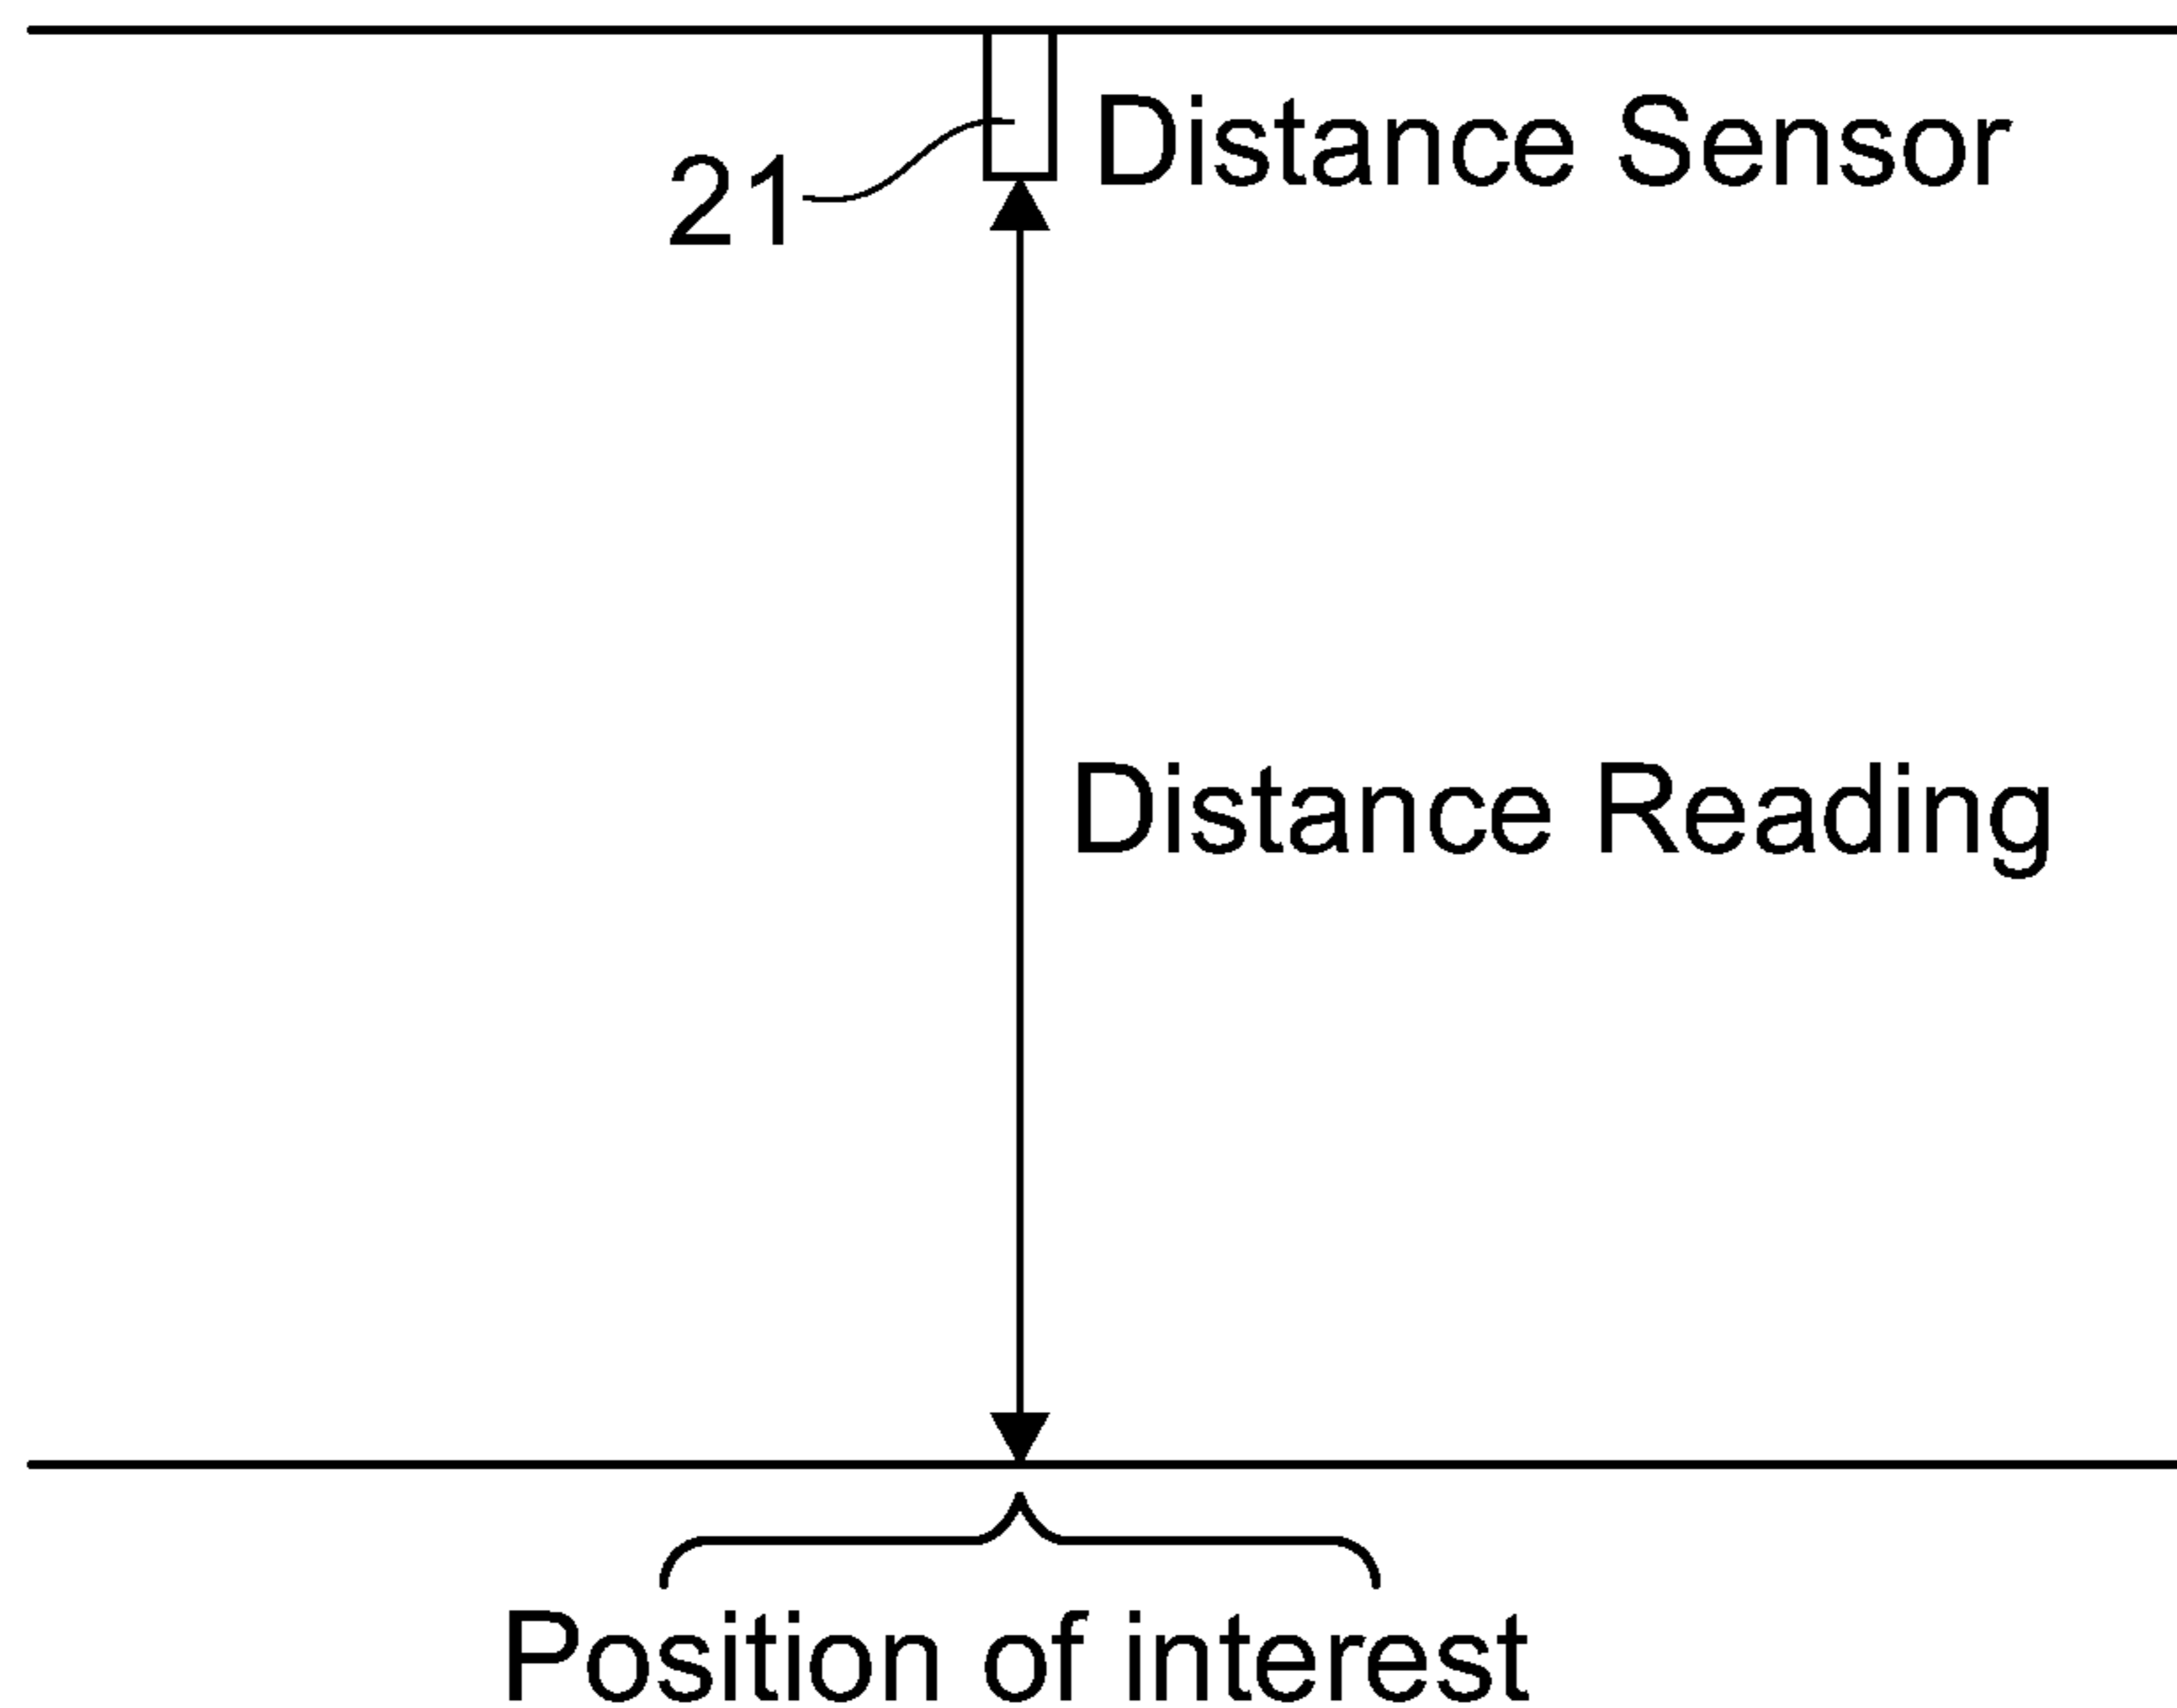 Distance Sensor
21
Distance Reading
Position of interest